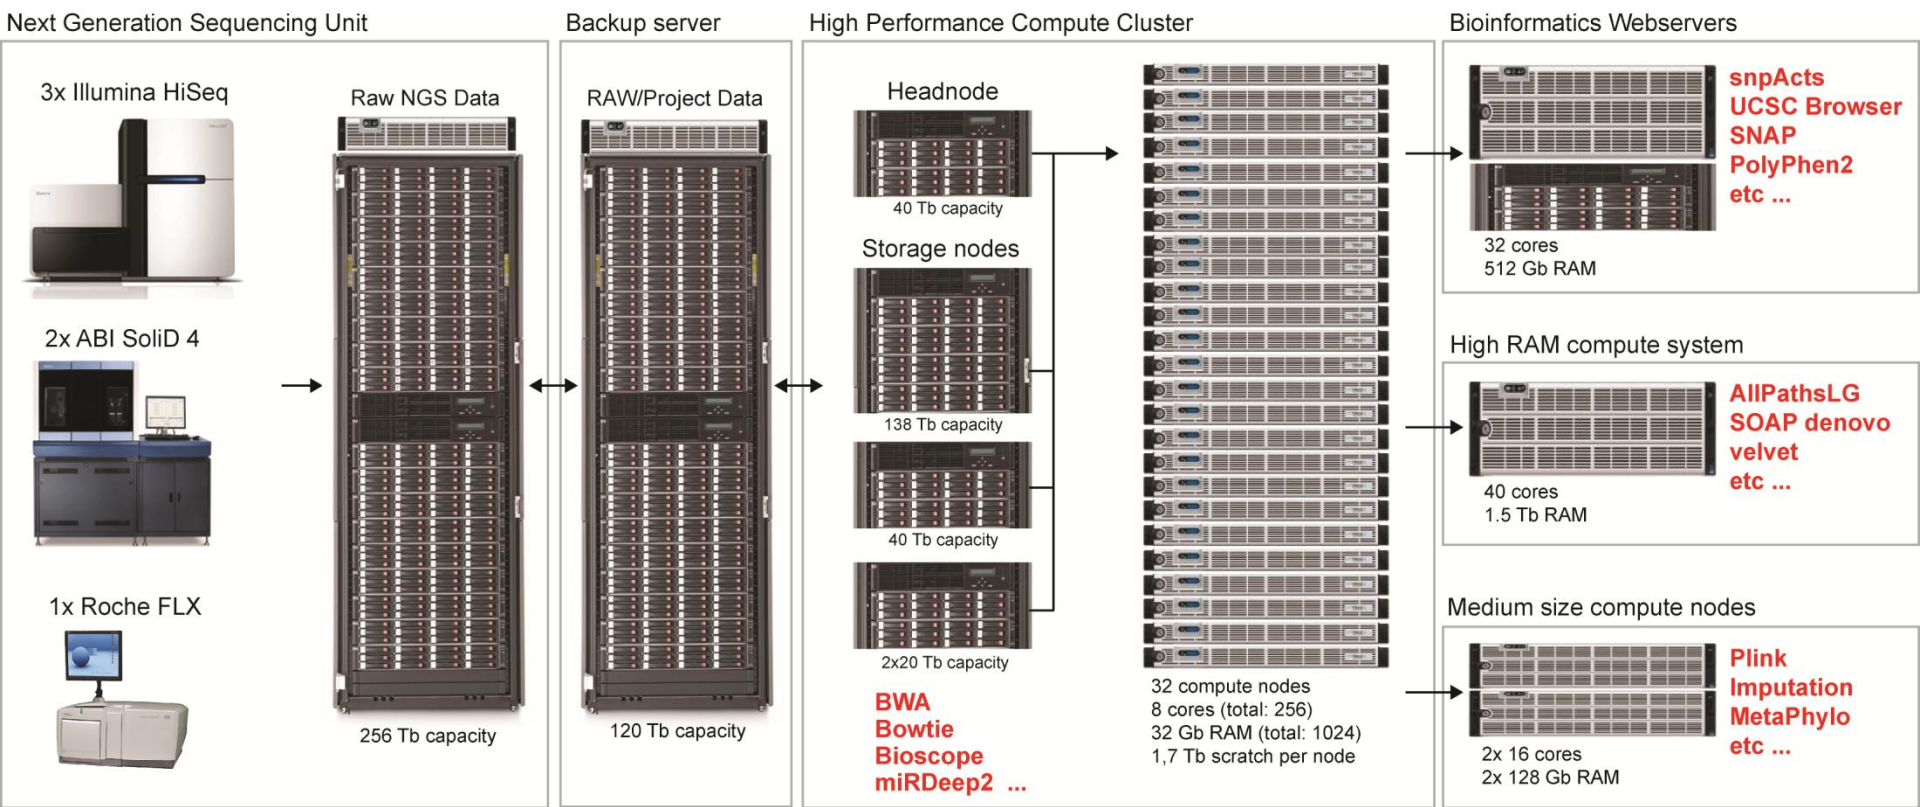 Next Generation Sequencing Unit
3x Illumina HiSeq
2x ABI SoliD 4
1x Roche FLX
Raw NGS Data
256 Tb capacity
Backup server
RAW/Project Data
120 Tb capacity
High Performance Compute Cluster
Headnode
40 Tb capacity
Storage nodes
138 Tb capacity
40 Tb capacity
2x20 Tb capacity
BWA
Bowtie
Bioscope
miRDeep2 ...
32 compute nodes
8 cores (total: 256)
32 Gb RAM (total: 1024)
1,7 Tb scratch per node
Bioinformatics Webservers
snpActs
UCSC Browser
SNAP
PolyPhen2
etc ...
32 cores
512 Gb RAM
High RAM compute system
AllPathsLG
SOAP denovo
velvet
etc ...
40 cores
1.5 Tb RAM
Medium size compute nodes
Plink
Imputation
MetaPhylo
etc ...
2x 16 cores
2x 128 Gb RAM